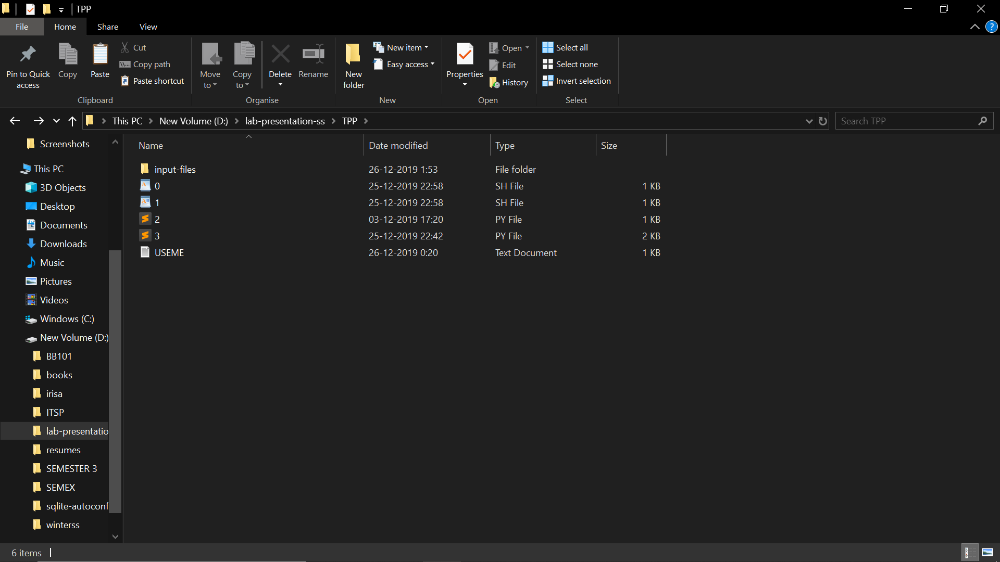 TPP
File Home Share View
?
Pin to Quick access
Copy
Paste
Cut
Copy path
Paste shortcut
Clipboard
Move to
Copy to
Delete
Rename
Organise
New folder
New item
Easy access
New
Properties
Open
Edit
History
Open
Select all
Select none
Invert selection
Select
This PC New Volume (D:) lab-presentation-ss TPP
Search TPP
Screenshots
This PC
3D Objects
Desktop
Documents
Downloads
Music
Pictures
Videos
Windows (C:)
New Volume (D:)
BB101
books
irisa
ITSP
lab-presentatio
resumes
SEMESTER 3
SEMEX
sqlite-autoconf
winterss
Name Date modified Type Size
input-files 26-12-2019 1:53 File folder
0 25-12-2019 22:58 SH File 1 KB
1 25-12-2019 22:58 SH File 1 KB
2 03-12-2019 17:20 PY File 1 KB
3 25-12-2019 22:42 PY File 2 KB
USEME 26-12-2019 0:20 Text Document 1 KB
6 items